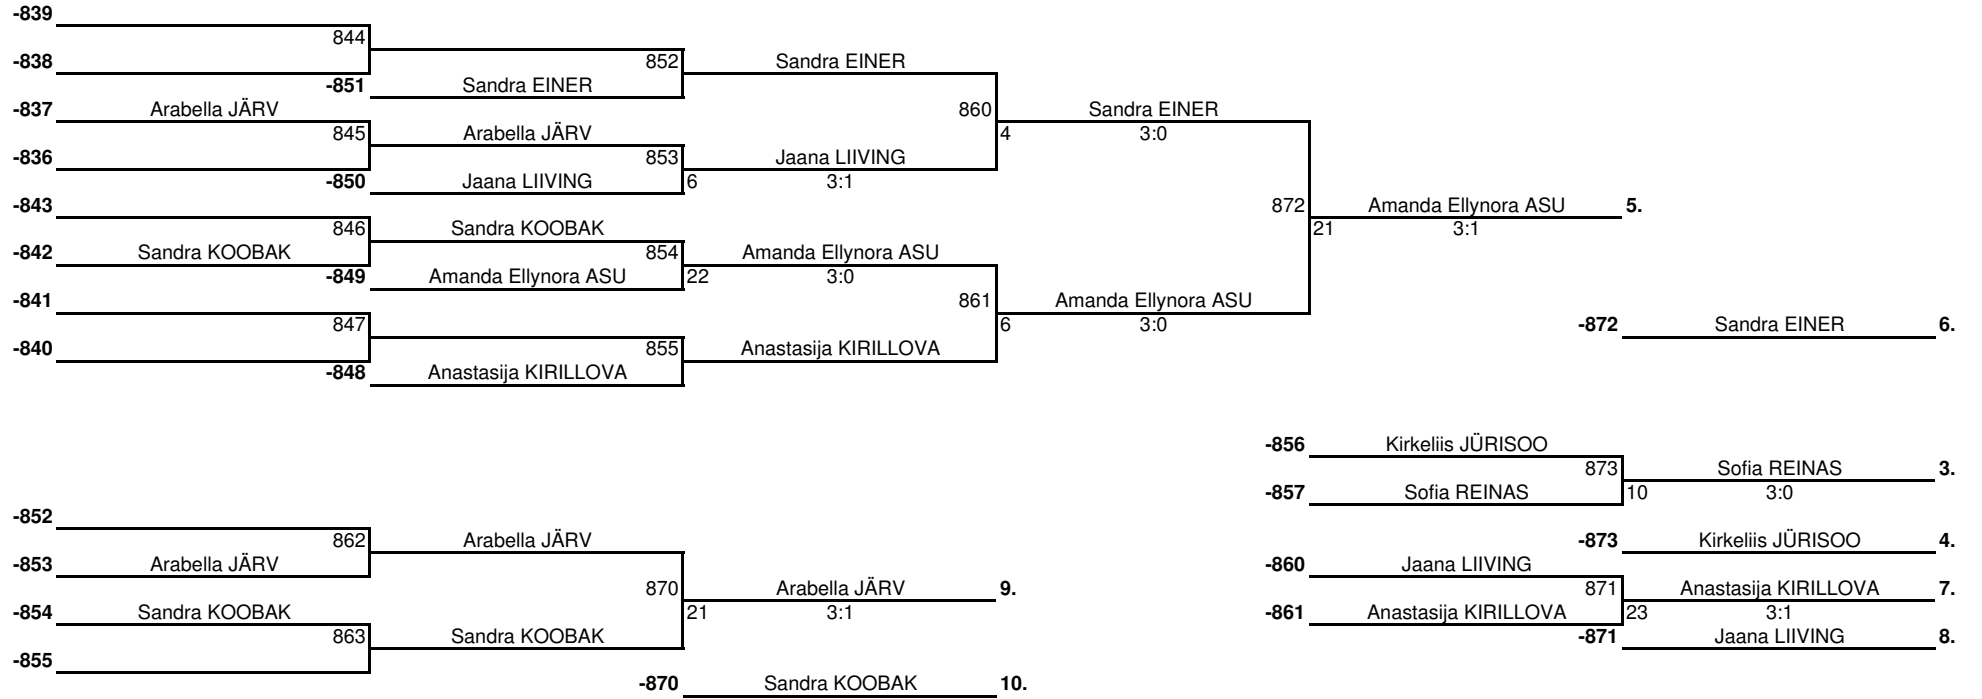 -839
844
-838
852 Sandra EINER
-851 Sandra EINER
-837 Arabella JÄRV 860 Sandra EINER
845 Arabella JÄRV 4 3:0
-836 853 Jaana LIIVING
-850 Jaana LIIVING 6 3:1
-843 872 Amanda Ellynora ASU 5.
846 Sandra KOOBAK 21 3:1
-842 Sandra KOOBAK 854 Amanda Ellynora ASU
-849 Amanda Ellynora ASU 22 3:0
-841 861 Amanda Ellynora ASU
847 6 3:0 -872 Sandra EINER 6.
-840 855 Anastasija KIRILLOVA
-848 Anastasija KIRILLOVA
-856 Kirkeliis JÜRISOO
873 Sofia REINAS 3.
-857 Sofia REINAS 10 3:0
-852
862 Arabella JÄRV -873 Kirkeliis JÜRISOO 4.
-853 Arabella JÄRV -860 Jaana LIIVING
870 Arabella JÄRV 9. 871 Anastasija KIRILLOVA 7.
-854 Sandra KOOBAK 21 3:1 -861 Anastasija KIRILLOVA 23 3:1
863 Sandra KOOBAK -871 Jaana LIIVING 8.
-855
-870 Sandra KOOBAK 10.